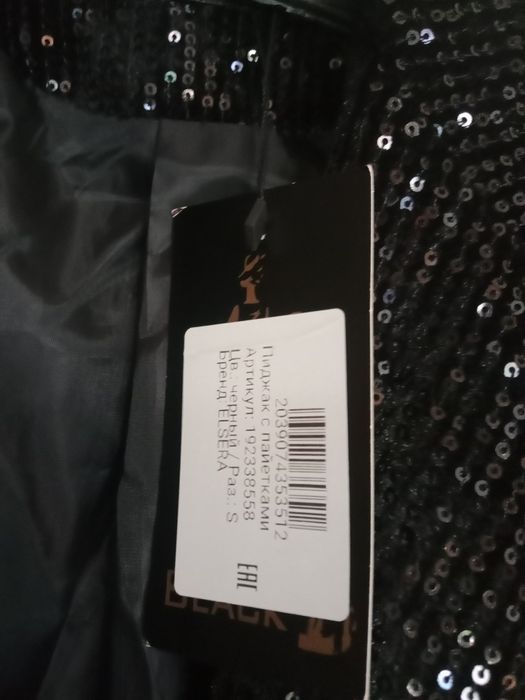 2039074353512
Пиджак с пайетками
Артикул: 192338558
Цв.: черный / Раз.: S
Бренд ELSERA
EAC
BLACK